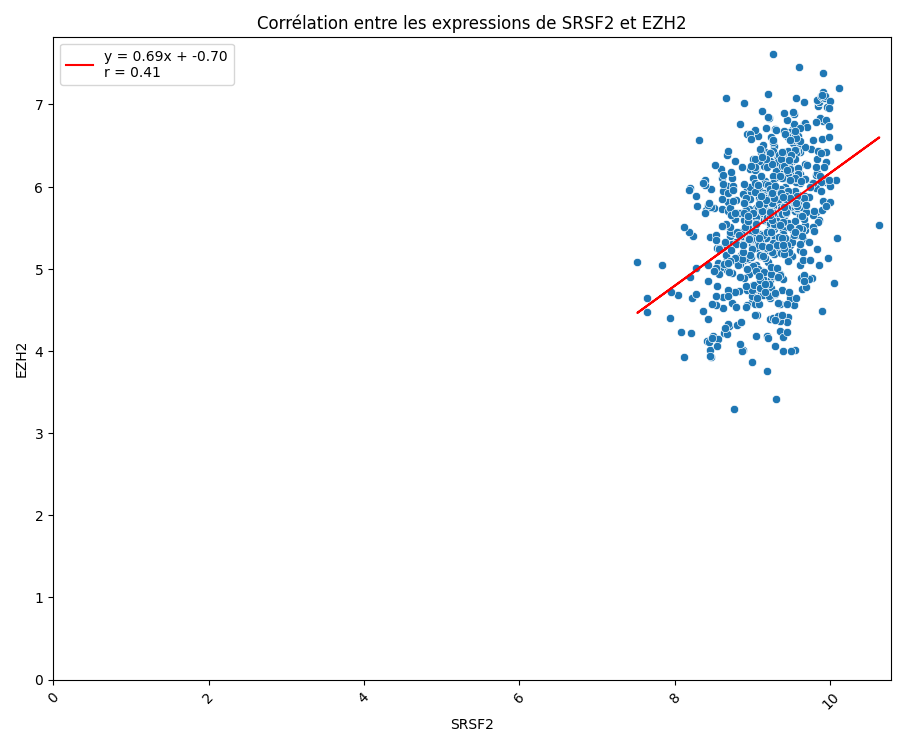 Corrélation entre les expressions de SRSF2 et EZH2
y = 0.69x + -0.70
r = 0.41
EZH2
7
6
5
4
3
2
1
0
0 2 4 6 8 10
SRSF2